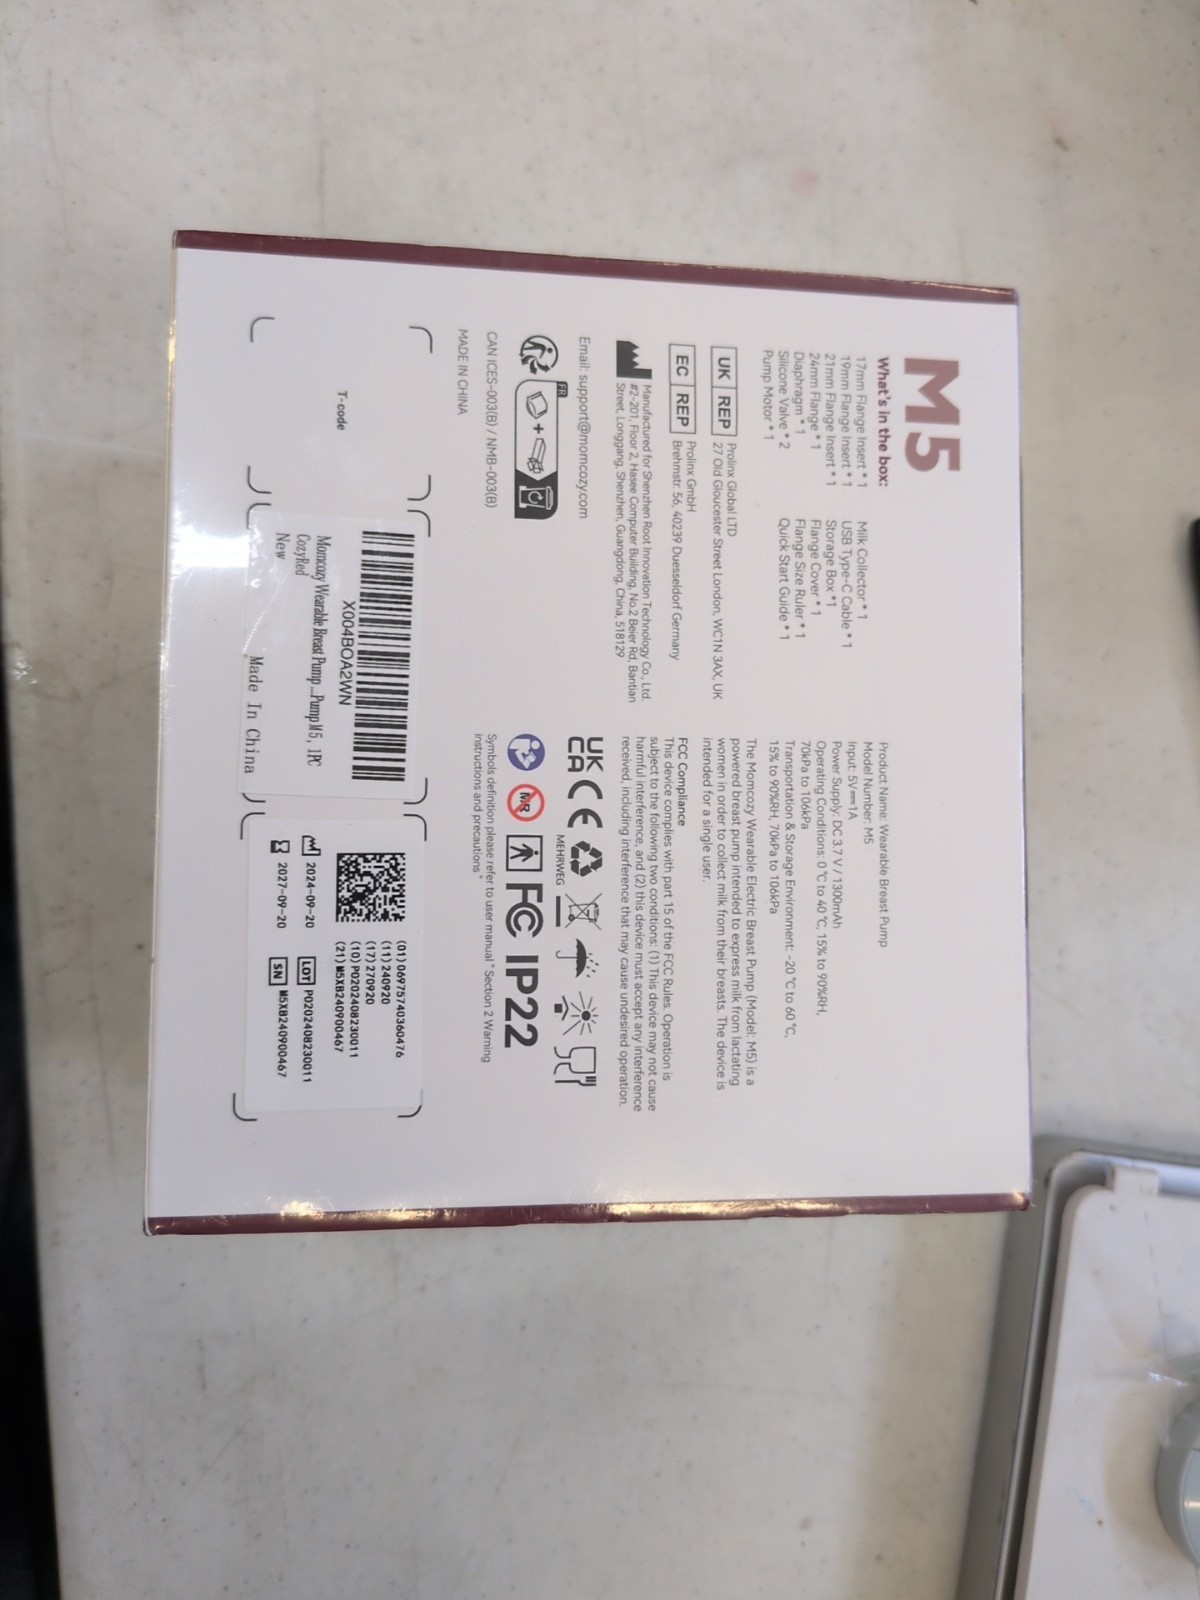 M5
What's in the box:
17mm Flange Insert * 1
19mm Flange Insert * 1
21mm Flange Insert * 1
24mm Flange * 1
Diaphragm * 1
Silicone Valve * 2
Pump Motor * 1
Milk Collector * 1
USB Type-C Cable * 1
Storage Box *1
Flange Cover * 1
Flange Size Ruler * 1
Quick Start Guide * 1
UK REP
Prolinx Global LTD
27 Old Gloucester Street London, WC1N 3AX, UK
EC REP
Prolinx GmbH
Brehmstr. 56, 40239 Duesseldorf Germany
Manufactured for Shenzhen Root Innovation Technology Co., Ltd.
#2-201, Floor 2, Hasee Computer Building, No.2 Beier Rd, Bantian
Street, Longgang, Shenzhen, Guangdong, China, 518129
Email: support@momcozy.com
FR
CAN ICES-003(B) / NMB-003(B)
MADE IN CHINA
Product Name: Wearable Breast Pump
Model Number: M5
Input: 5V⎓1A
Power Supply: DC 3.7 V / 1300mAh
Operating Conditions: 0 °C to 40 °C, 15% to 90%RH,
70kPa to 106kPa
Transportation & Storage Environment: -20 °C to 60 °C,
15% to 90%RH, 70kPa to 106kPa
The Momcozy Wearable Electric Breast Pump (Model: M5) is a
powered breast pump intended to express milk from lactating
women in order to collect milk from their breasts. The device is
intended for a single user.
FCC Compliance
This device complies with part 15 of the FCC Rules. Operation is
subject to the following two conditions: (1) This device may not cause
harmful interference, and (2) this device must accept any interference
received, including interference that may cause undesired operation.
UK
CA
CE
MEHRWEG
MR
FC
IP22
Symbols definition please refer to user manual " Section 2 Warning
instructions and precautions "
T-code
X004BOA2WN
Momcozy Wearable Breast Pump ...Pump M5, 1PC
CozyRed
New
Made In China
(01)06975740360476
(11)240920
(17)270920
(10)P0202408230011
(21)M5XB240900467
2024-09-20
LOT P0202408230011
2027-09-20
SN M5XB240900467